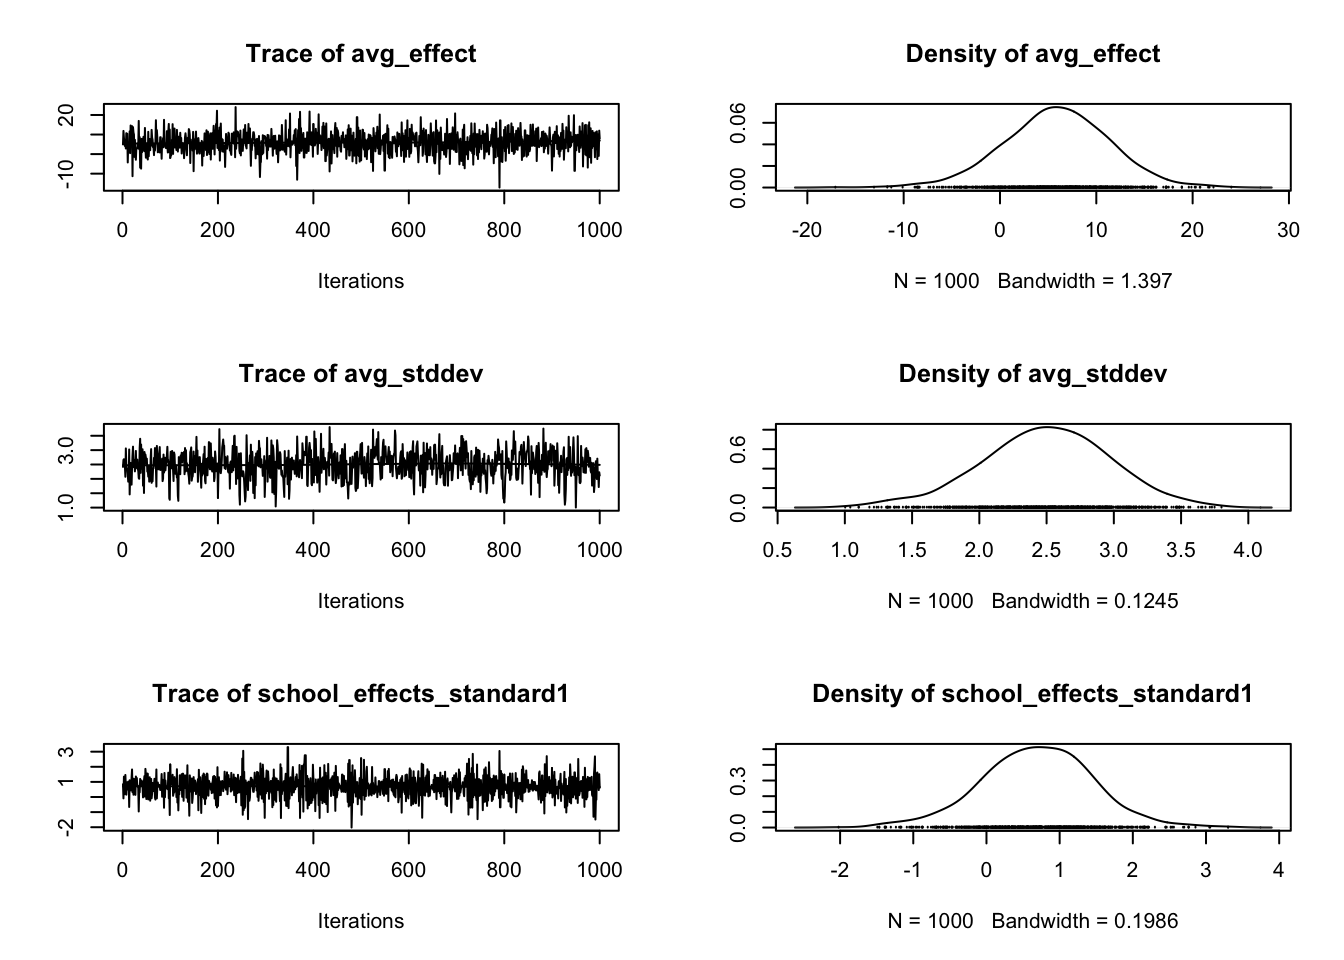 Trace of avg_effect
20
-10
0 200 400 600 800 1000
Iterations
Density of avg_effect
0.06
0.00
-20 -10 0 10 20 30
N = 1000 Bandwidth = 1.397
Trace of avg_stddev
3.0
1.0
0 200 400 600 800 1000
Iterations
Density of avg_stddev
0.6
0.0
0.5 1.0 1.5 2.0 2.5 3.0 3.5 4.0
N = 1000 Bandwidth = 0.1245
Trace of school_effects_standard1
3
1
-2
0 200 400 600 800 1000
Iterations
Density of school_effects_standard1
0.3
0.0
-2 -1 0 1 2 3 4
N = 1000 Bandwidth = 0.1986